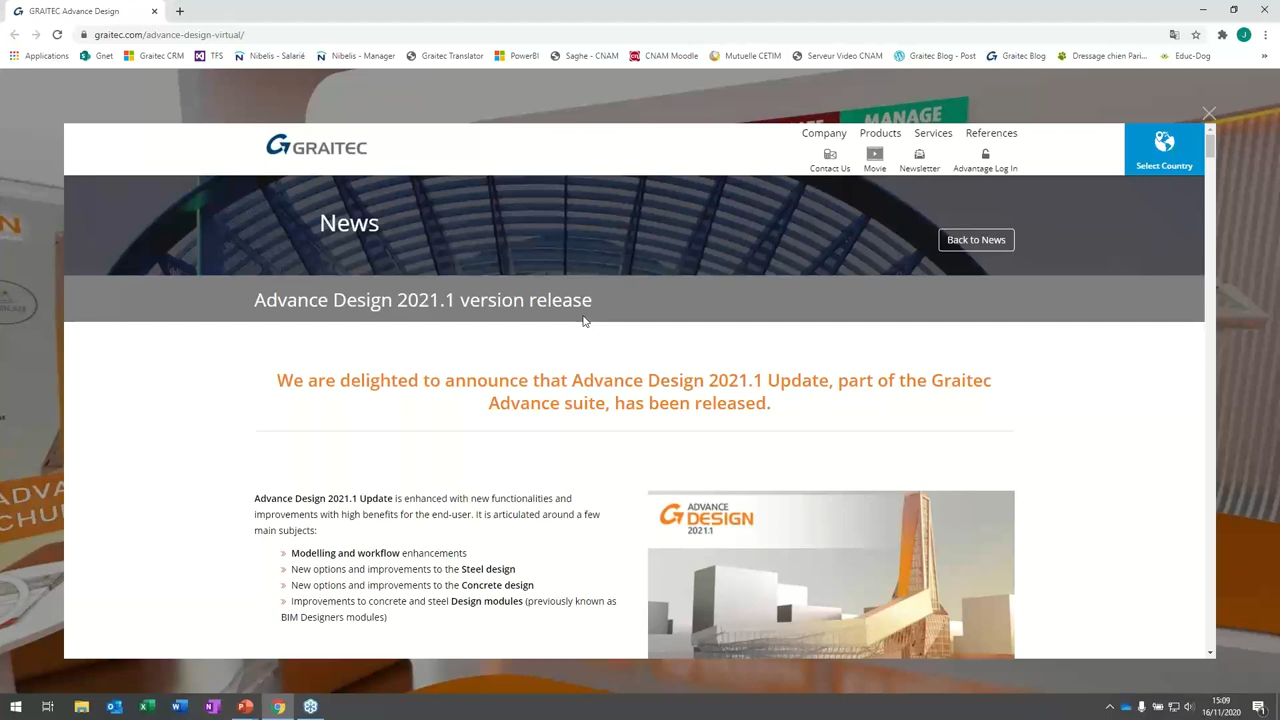 GRAITEC Advance Design
graitec.com/advance-design-virtual/
Applications Gnet Graitec CRM TFS Nibelis - Salarié Nibelis - Manager Graitec Translator PowerBI Saghe - CNAM CNAM Moodle Mutuelle CETIM Serveur Video CNAM Graitec Blog - Post Graitec Blog Dressage chien Pari... Educ-Dog
MANAGE
GRAITEC
Company Products Services References
Contact Us Movie Newsletter Advantage Log In
Select Country
News
Back to News
Advance Design 2021.1 version release
We are delighted to announce that Advance Design 2021.1 Update, part of the Graitec
Advance suite, has been released.
Advance Design 2021.1 Update is enhanced with new functionalities and
improvements with high benefits for the end-user. It is articulated around a few
main subjects:
» Modelling and workflow enhancements
» New options and improvements to the Steel design
» New options and improvements to the Concrete design
» Improvements to concrete and steel Design modules (previously known as
BIM Designers modules)
ADVANCE
DESIGN
2021.1
15:09
16/11/2020